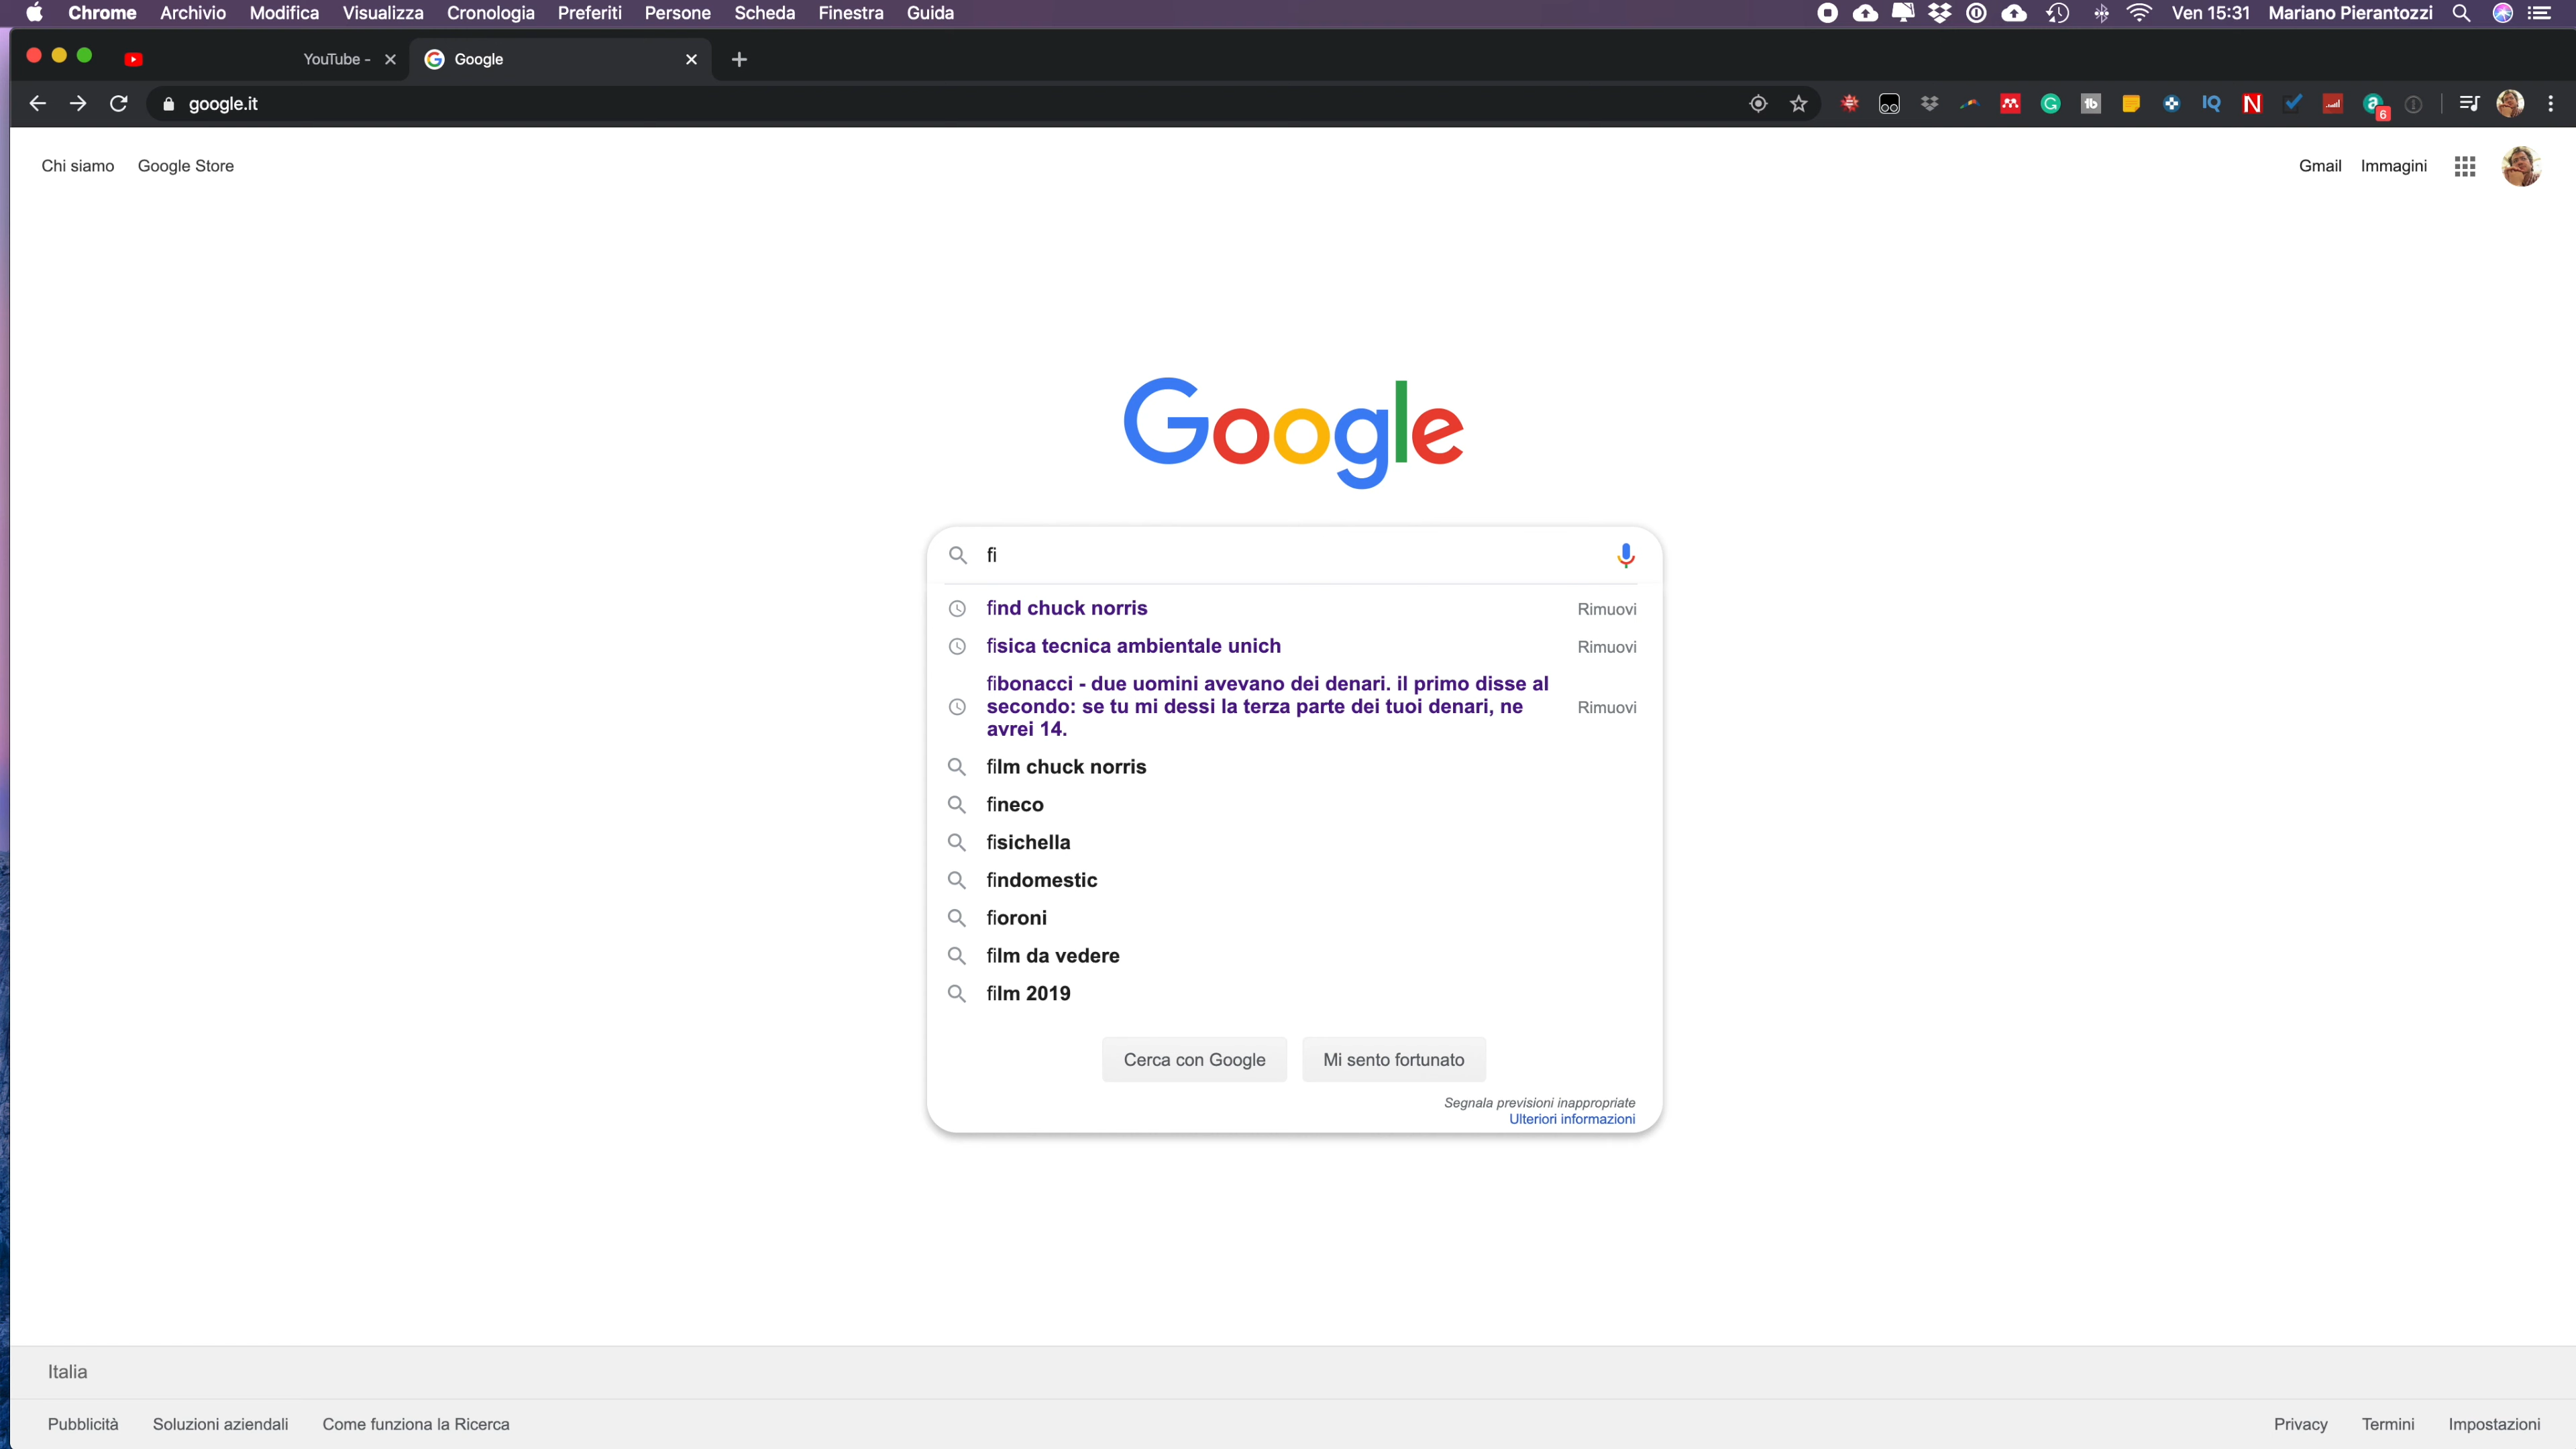 Chrome Archivio Modifica Visualizza Cronologia Preferiti Persone Scheda Finestra Guida Ven 15:31 Mariano Pierantozzi
YouTube - Google
google.it IQ 6
Chi siamo Google Store Gmail Immagini
Google
fi
find chuck norris Rimuovi
fisica tecnica ambientale unich Rimuovi
fibonacci - due uomini avevano dei denari. il primo disse al
secondo: se tu mi dessi la terza parte dei tuoi denari, ne Rimuovi
avrei 14.
film chuck norris
fineco
fisichella
findomestic
fioroni
film da vedere
film 2019
Cerca con Google Mi sento fortunato
Segnala previsioni inappropriate
Ulteriori informazioni
Italia
Pubblicità Soluzioni aziendali Come funziona la Ricerca Privacy Termini Impostazioni